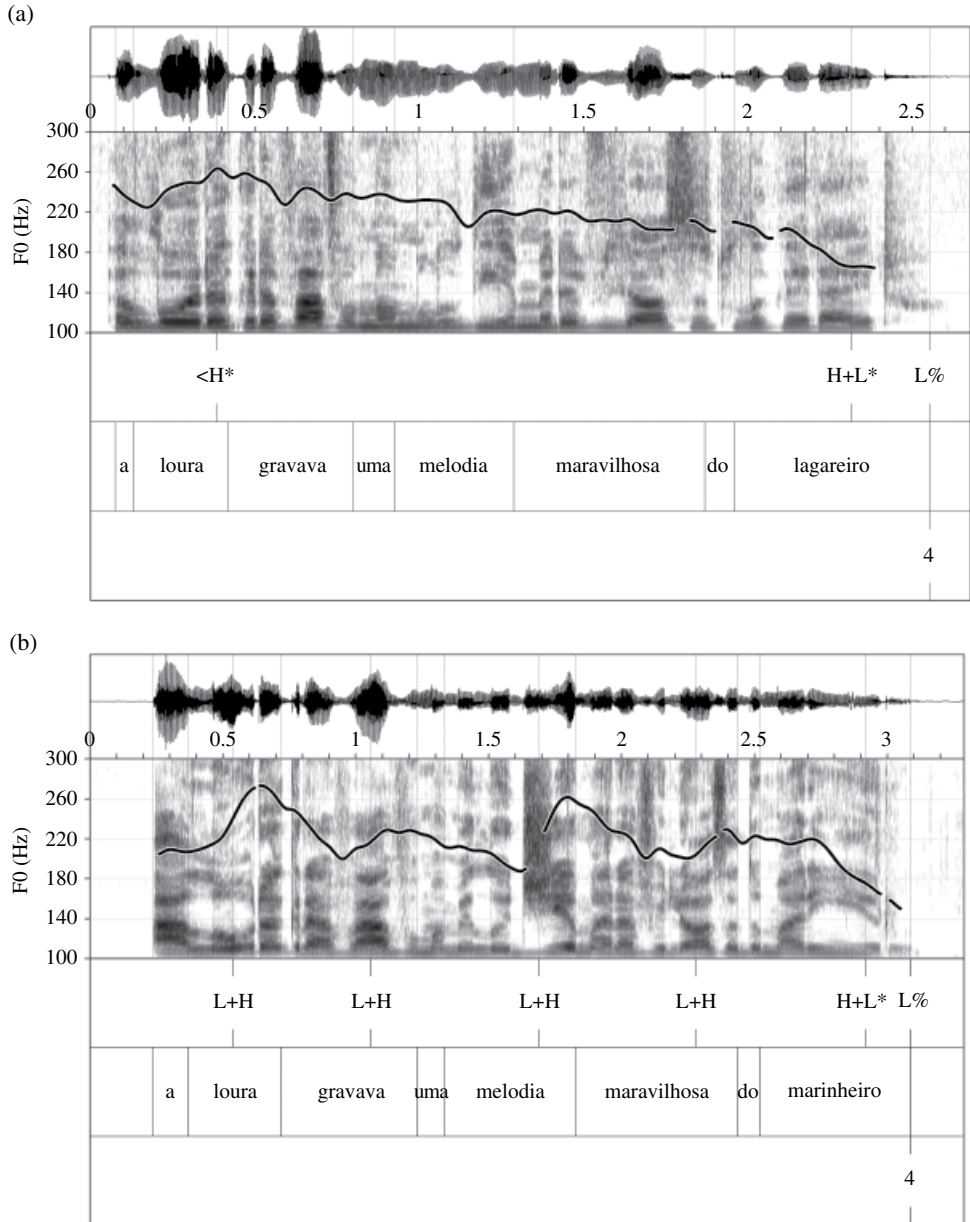 (a)
0 0.5 1 1.5 2 2.5
300
260
220
180
140
100
F0 (Hz)
<H* H+L* L%
a loura gravava uma melodia maravilhosa do lagareiro
4
(b)
0 0.5 1 1.5 2 2.5 3
300
260
220
180
140
100
F0 (Hz)
L+H L+H L+H L+H H+L* L%
a loura gravava uma melodia maravilhosa do marinheiro
4